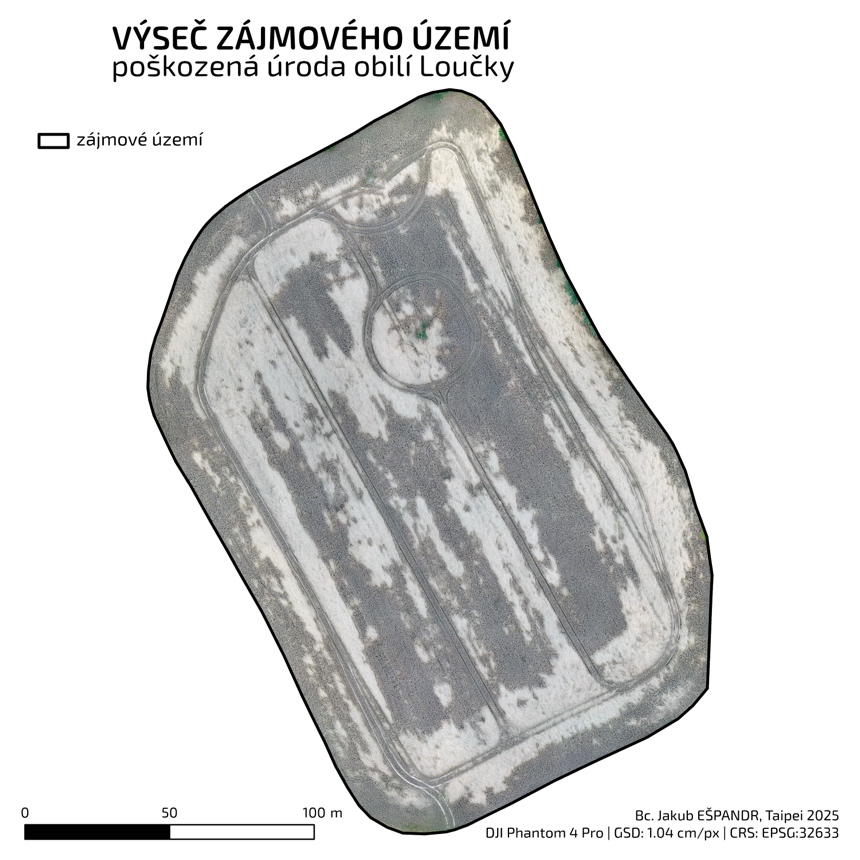 VÝSEČ ZÁJMOVÉHO ÚZEMÍ
poškozená úroda obilí Loučky
zájmové území
0 50 100 m
Bc. Jakub EŠPANDR, Taipei 2025
DJI Phantom 4 Pro | GSD: 1.04 cm/px | CRS: EPSG:32633